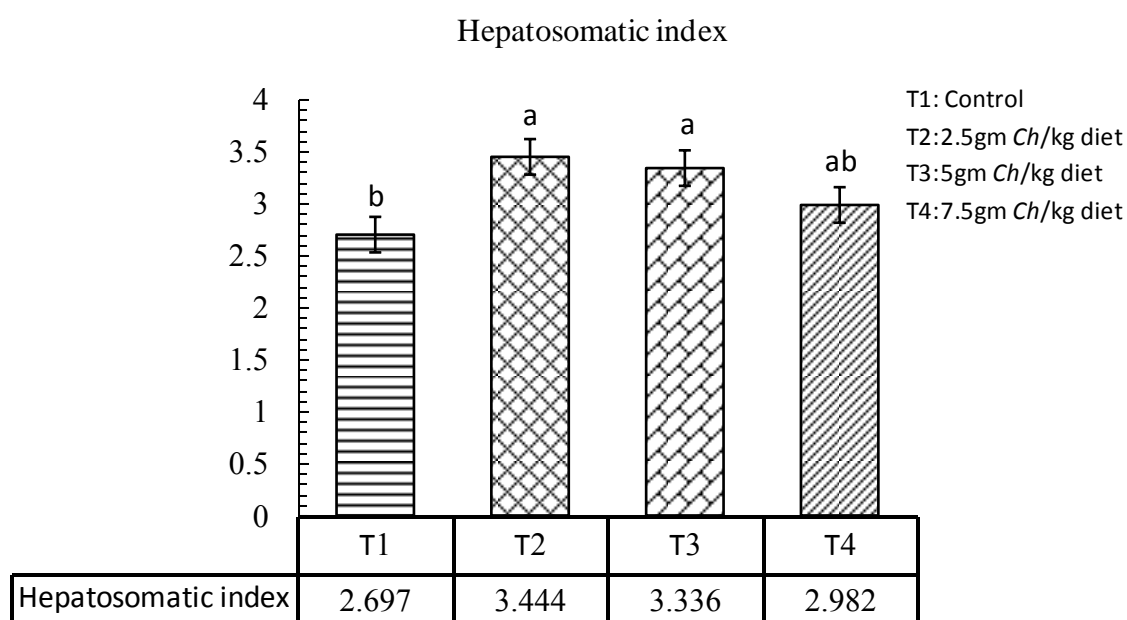 Hepatosomatic index
4
3.5
3
2.5
2
1.5
1
0.5
0
b
a
a
ab
T1: Control
T2:2.5gm Ch/kg diet
T3:5gm Ch/kg diet
T4:7.5gm Ch/kg diet
T1 T2 T3 T4
Hepatosomatic index 2.697 3.444 3.336 2.982